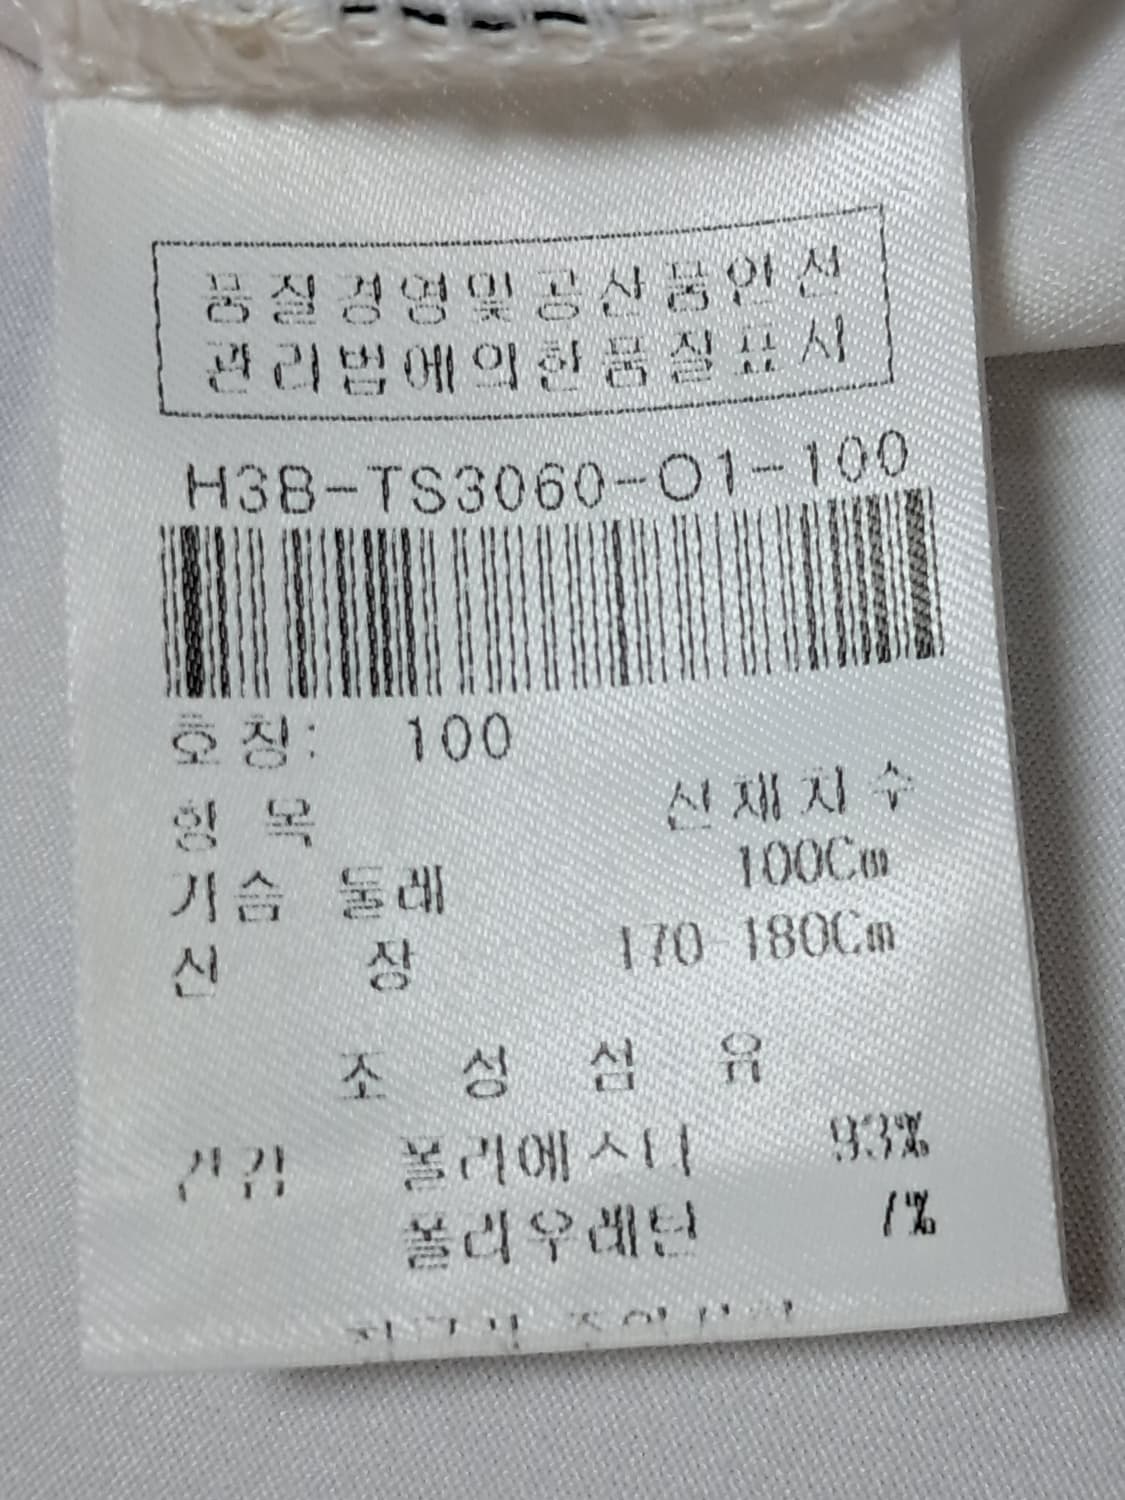 품질경영및공산품안전
관리법에의한품질표시
H3B-TS3060-O1-100
호칭: 100
항 목 신체치수
가슴 둘레 100Cm
신 장 170-180Cm
조 성 섬 유
겉감 폴리에스터 93%
폴리우레탄 7%